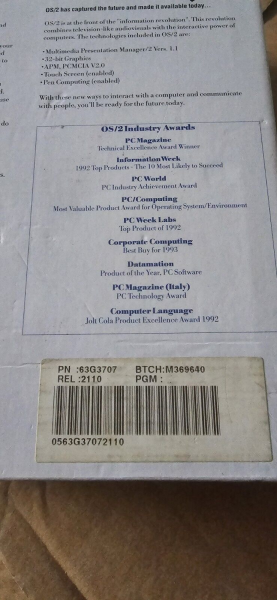 OS/2 has captured the future and made it available today…
OS/2 is at the front of the "information revolution". This revolution
combines television-like audiovisuals with the interactive power of
computers. The technologies included in OS/2 are:
• Multimedia Presentation Manager/2 Vers. 1.1
• 32-bit Graphics
• APM, PCMCIA V2.0
• Touch Screen (enabled)
• Pen Computing (enabled)
With these new ways to interact with a computer and communicate
with people, you'll be ready for the future today.
OS/2 Industry Awards
PC Magazine
Technical Excellence Award Winner
InformationWeek
1992 Top Products - The 10 Most Likely to Succeed
PC World
PC Industry Achievement Award
PC/Computing
Most Valuable Product Award for Operating System/Environment
PC Week Labs
Top Product of 1992
Corporate Computing
Best Buy for 1993
Datamation
Product of the Year, PC Software
PC Magazine (Italy)
PC Technology Award
Computer Language
Jolt Cola Product Excellence Award 1992
PN :63G3707 BTCH:M369640
REL :2110 PGM :
0563G37072110